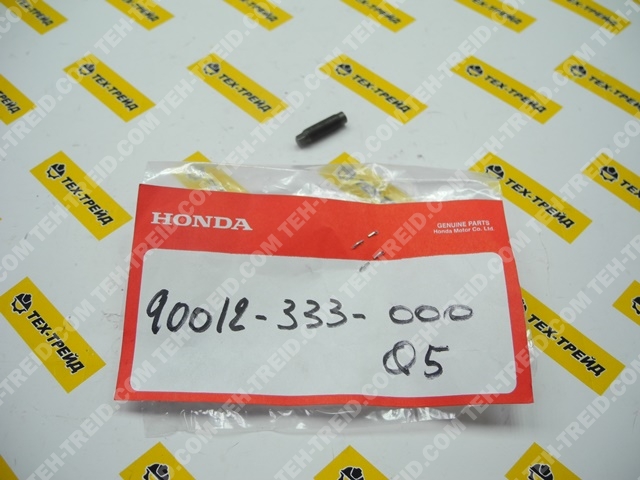 HONDA
GENUINE PARTS
Honda Motor Co., Ltd.
90012-333-000
Q5
ТЕХ-ТРЕЙД
TEH-TREID.COM